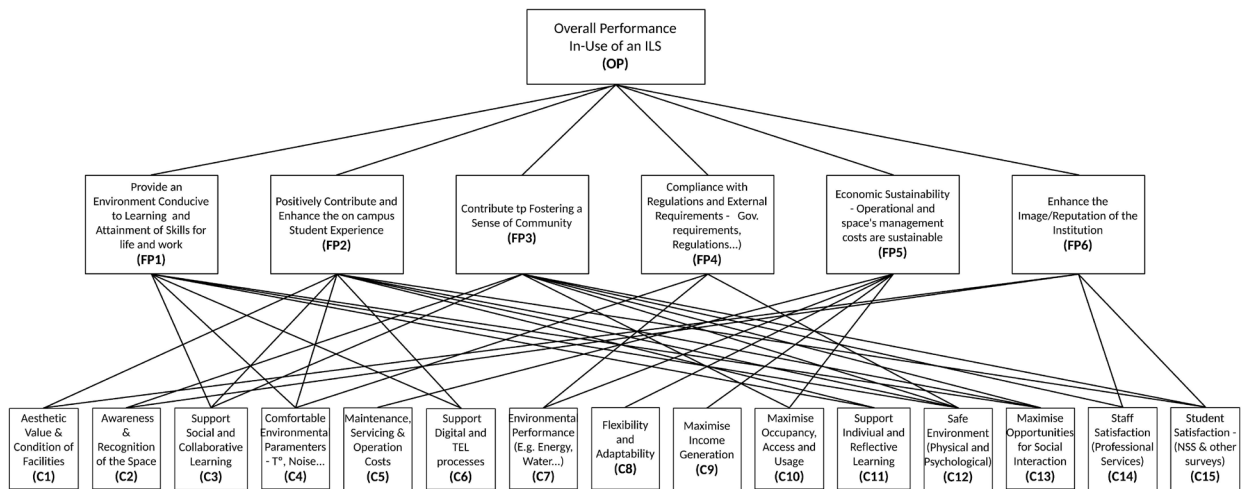 Overall Performance
In-Use of an ILS
(OP)
Provide an
Environment Conducive
to Learning and
Attainment of Skills for
life and work
(FP1)
Positively Contribute and
Enhance the on campus
Student Experience
(FP2)
Contribute tp Fostering a
Sense of Community
(FP3)
Compliance with
Regulations and External
Requirements - Gov.
requirements,
Regulations...)
(FP4)
Economic Sustainability
- Operational and
space's management
costs are sustainable
(FP5)
Enhance the
Image/Reputation of the
Institution
(FP6)
Aesthetic
Value &
Condition of
Facilities
(C1)
Awareness
&
Recognition
of the Space
(C2)
Support
Social and
Collaborative
Learning
(C3)
Comfortable
Environmental
Paramenters
- T°, Noise...
(C4)
Maintenance,
Servicing &
Operation
Costs
(C5)
Support
Digital and
TEL
processes
(C6)
Environmental
Performance
(E.g. Energy,
Water...)
(C7)
Flexibility
and
Adaptability
(C8)
Maximise
Income
Generation
(C9)
Maximise
Occupancy,
Access and
Usage
(C10)
Support
Indiviual and
Reflective
Learning
(C11)
Safe
Environment
(Physical and
Psychological)
(C12)
Maximise
Opportunities
for Social
Interaction
(C13)
Staff
Satisfaction
(Professional
Services)
(C14)
Student
Satisfaction -
(NSS & other
surveys)
(C15)